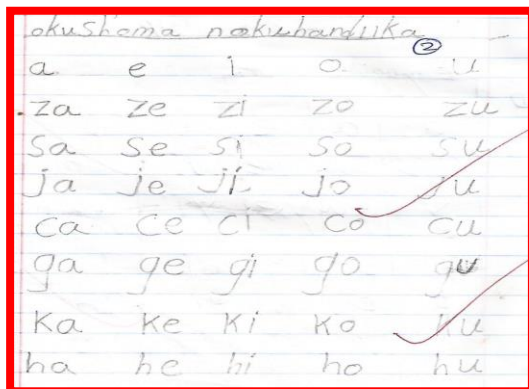 okushoma nokuhandiika
②
a e i o u
za ze zi zo zu
sa se si so su
ja je ji jo ju
ca ce ci co cu
ga ge gi go gu
Ka Ke Ki Ko Ku
ha he hi ho hu